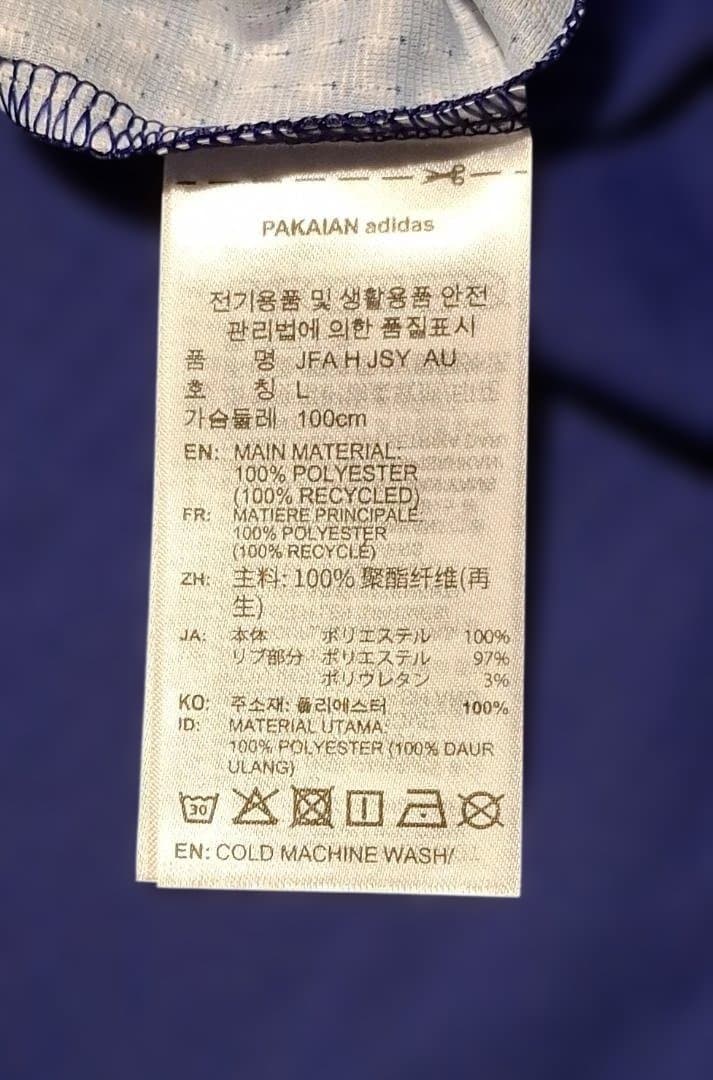 PAKAIAN adidas
전기용품 및 생활용품 안전
관리법에 의한 품질표시
품 명 JFA H JSY AU
호 칭 L
가슴둘레 100cm
EN: MAIN MATERIAL:
100% POLYESTER
(100% RECYCLED)
FR: MATIERE PRINCIPALE:
100% POLYESTER
(100% RECYCLÉ)
ZH: 主料: 100% 聚酯纤维(再
生)
JA: 本体 ポリエステル 100%
リブ部分 ポリエステル 97%
ポリウレタン 3%
KO: 주소재: 폴리에스터 100%
ID: MATERIAL UTAMA:
100% POLYESTER (100% DAUR
ULANG)
30
EN: COLD MACHINE WASH/